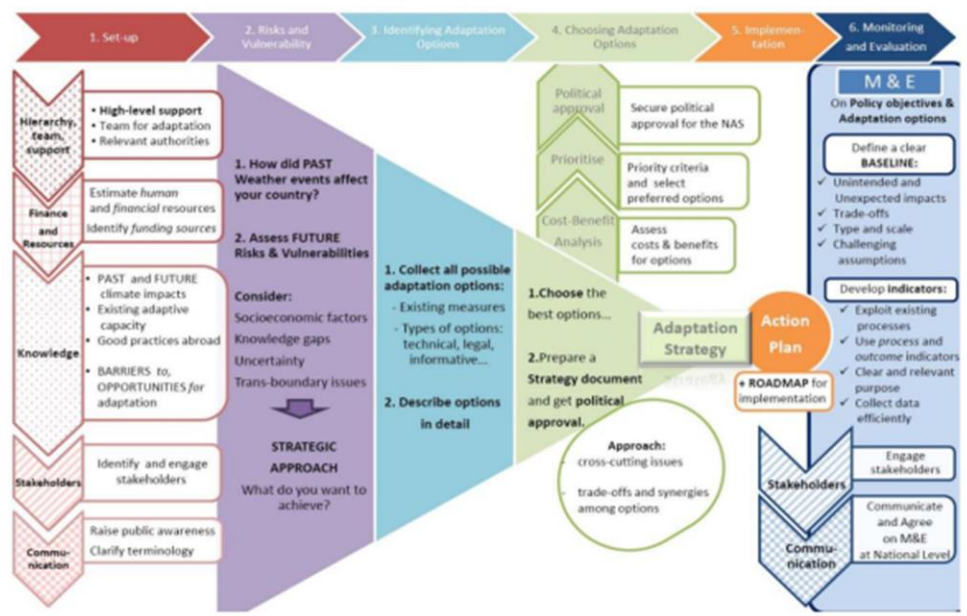 1. Set-up
2. Risks and
Vulnerability
3. Identifying Adaptation
Options
4. Choosing Adaptation
Options
5. Implemen-
tation
6. Monitoring
and Evaluation
Hierarchy,
team,
support
• High-level support
• Team for adaptation
• Relevant authorities
Finance
and
Resources
Estimate human
and financial resources
Identify funding sources
Knowledge
• PAST and FUTURE
climate impacts
• Existing adaptive
capacity
• Good practices abroad
• BARRIERS to,
OPPORTUNITIES for
adaptation
Stakeholders
Identify and engage
stakeholders
Commu-
nication
Raise public awareness
Clarify terminology
1. How did PAST
Weather events affect
your country?
2. Assess FUTURE
Risks & Vulnerabilities
Consider:
Socioeconomic factors
Knowledge gaps
Uncertainty
Trans-boundary issues
STRATEGIC
APPROACH
What do you want to
achieve?
1. Collect all possible
adaptation options:
- Existing measures
- Types of options:
technical, legal,
informative...
2. Describe options
in detail
Political
approval
Secure political
approval for the NAS
Prioritise
Priority criteria
and select
preferred options
Cost-Benefit
Analysis
Assess
costs & benefits
for options
1.Choose the
best options...
2.Prepare a
Strategy document
and get political
approval.
Adaptation
Strategy
Approach:
- cross-cutting issues
- trade-offs and synergies
among options
Action
Plan
+ ROADMAP for
implementation
M & E
On Policy objectives &
Adaptation options
Define a clear
BASELINE:
✓ Unintended and
Unexpected impacts
✓ Trade-offs
✓ Type and scale
✓ Challenging
assumptions
Develop Indicators:
✓ Exploit existing
processes
✓ Use process and
outcome indicators
✓ Clear and relevant
purpose
✓ Collect data
efficiently
Stakeholders
Engage
stakeholders
Commu-
nication
Communicate
and Agree
on M&E
at National Level